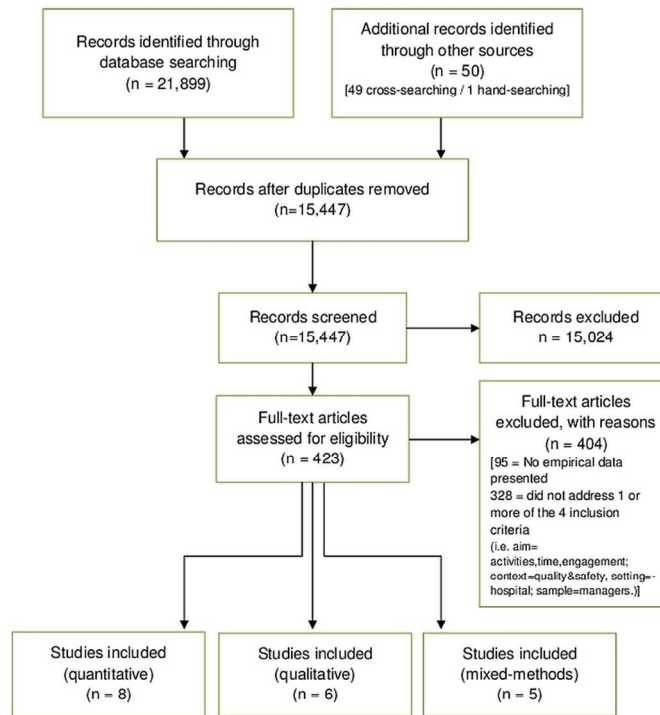 Records identified through
database searching
(n = 21,899)
Additional records identified
through other sources
(n = 50)
[49 cross-searching / 1 hand-searching]
Records after duplicates removed
(n=15,447)
Records screened
(n=15,447)
Records excluded
n = 15,024
Full-text articles
assessed for eligibility
(n = 423)
Full-text articles
excluded, with reasons
(n = 404)
[95 = No empirical data
presented
328 = did not address 1 or
more of the 4 inclusion
criteria
(i.e. aim=
activities,time,engagement;
context=quality&safety, setting=-
hospital; sample=managers.)]
Studies included
(quantitative)
(n = 8)
Studies included
(qualitative)
(n = 6)
Studies included
(mixed-methods)
(n = 5)